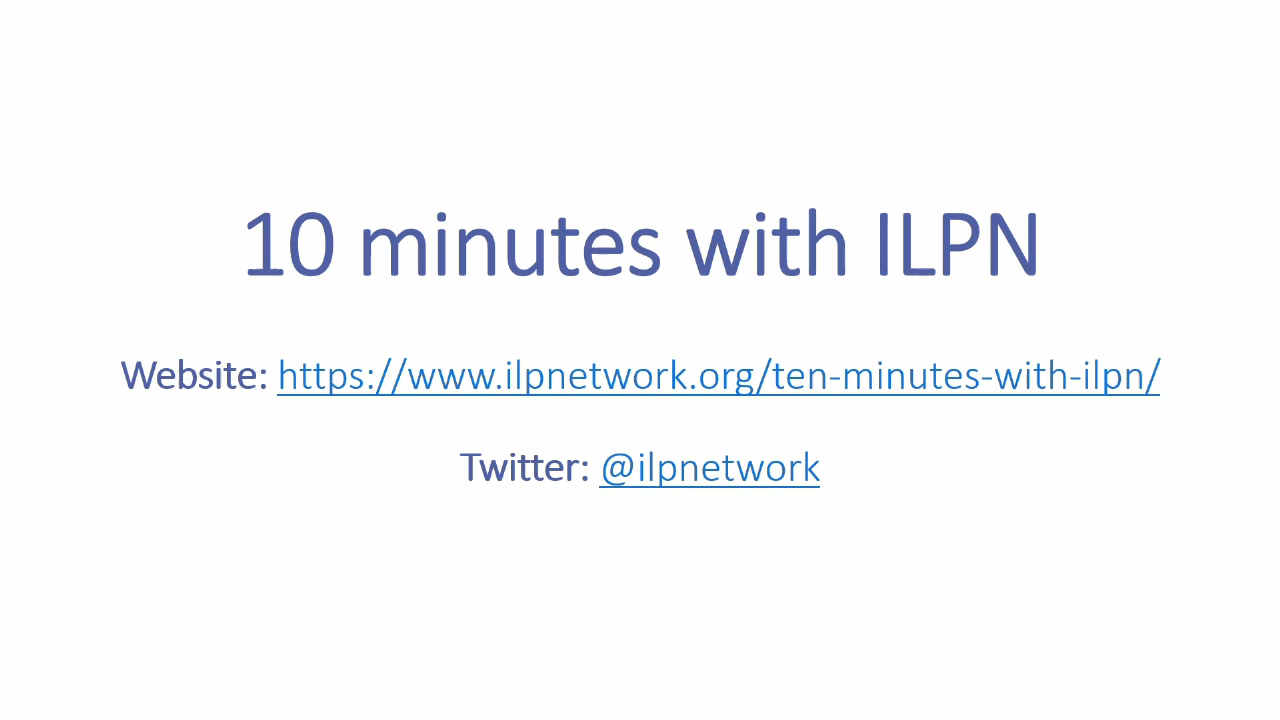 10 minutes with ILPN
Website: https://www.ilpnetwork.org/ten-minutes-with-ilpn/
Twitter: @ilpnetwork